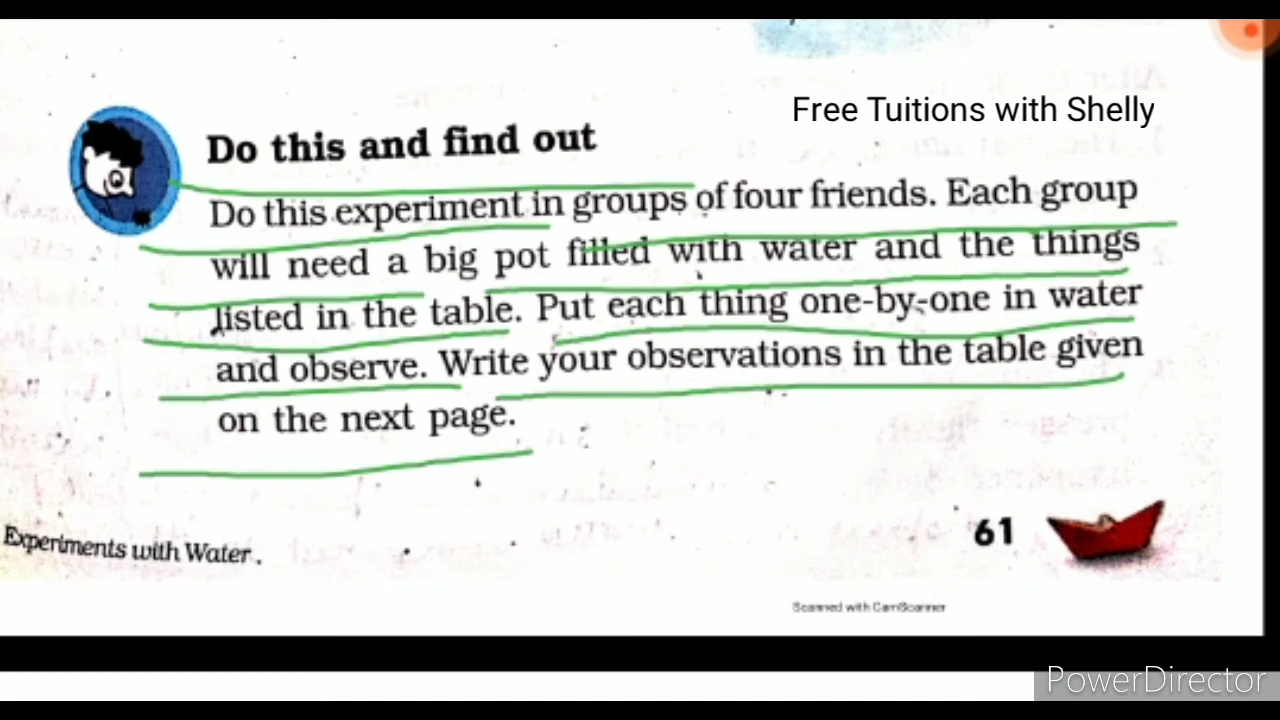 Free Tuitions with Shelly
Do this and find out
Do this experiment in groups of four friends. Each group
will need a big pot filled with water and the things
listed in the table. Put each thing one-by-one in water
and observe. Write your observations in the table given
on the next page.
61
Experiments with Water.
Scanned with CamScanner
PowerDirector